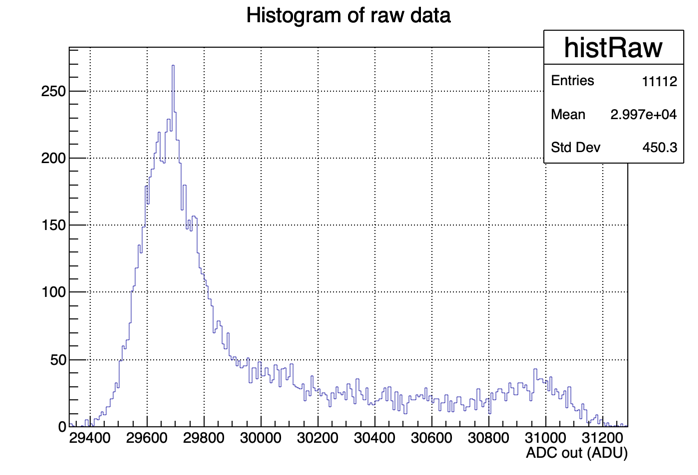 Histogram of raw data
histRaw
Entries 11112
Mean 2.997e+04
Std Dev 450.3
250
200
150
100
50
0
29400 29600 29800 30000 30200 30400 30600 30800 31000 31200
ADC out (ADU)